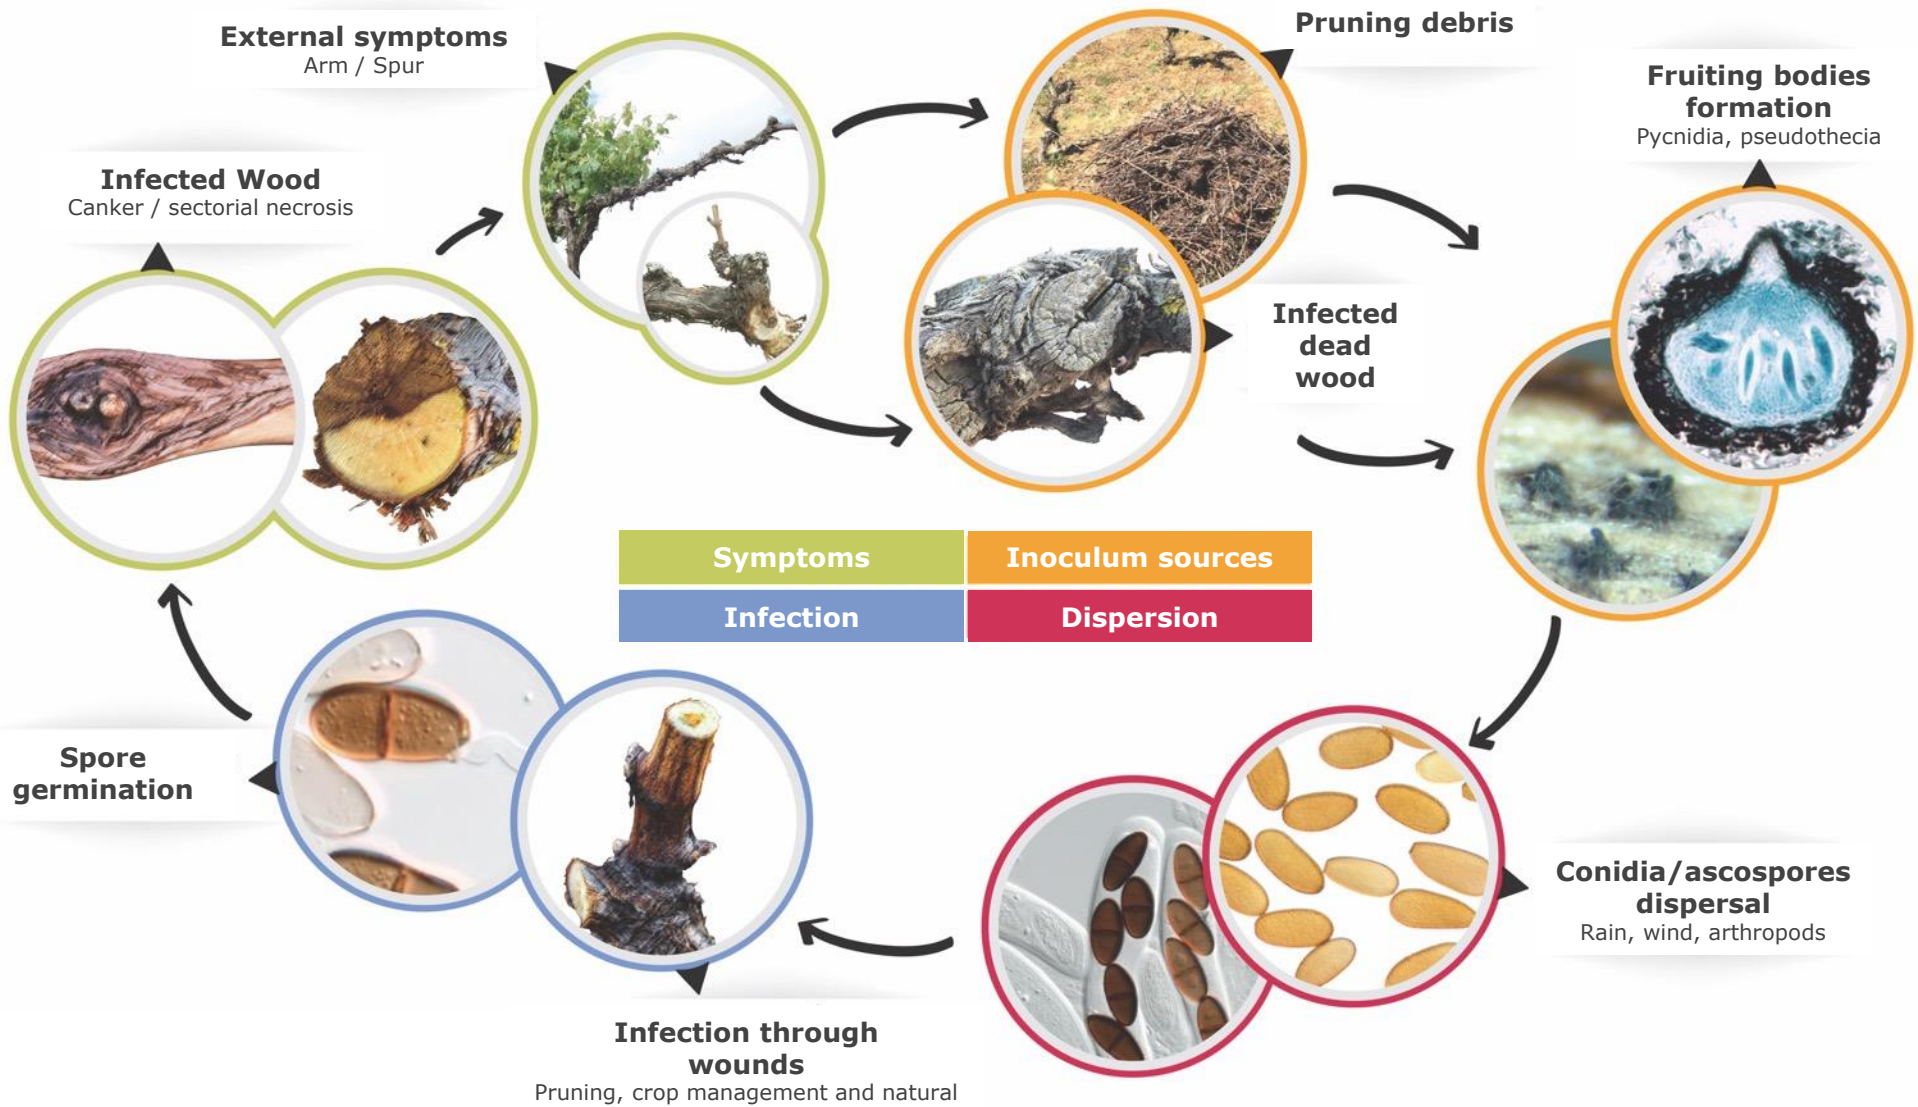 External symptoms
Arm / Spur
Pruning debris
Fruiting bodies
formation
Pycnidia, pseudothecia
Infected Wood
Canker / sectorial necrosis
Infected
dead
wood
Symptoms
Inoculum sources
Infection
Dispersion
Spore
germination
Conidia/ascospores
dispersal
Rain, wind, arthropods
Infection through
wounds
Pruning, crop management and natural